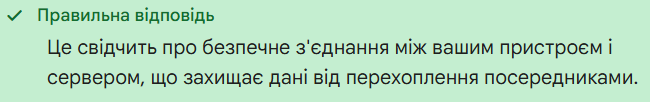 Правильна відповідь
Це свідчить про безпечне з'єднання між вашим пристроєм і
сервером, що захищає дані від перехоплення посередниками.